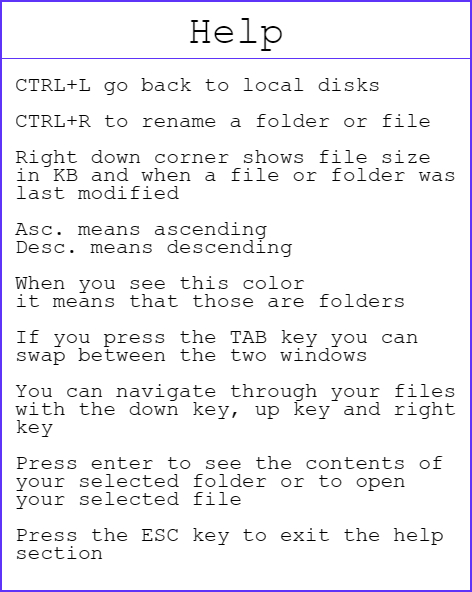 Help
CTRL+L go back to local disks
CTRL+R to rename a folder or file
Right down corner shows file size
in KB and when a file or folder was
last modified
Asc. means ascending
Desc. means descending
When you see this color
it means that those are folders
If you press the TAB key you can
swap between the two windows
You can navigate through your files
with the down key, up key and right
key
Press enter to see the contents of
your selected folder or to open
your selected file
Press the ESC key to exit the help
section